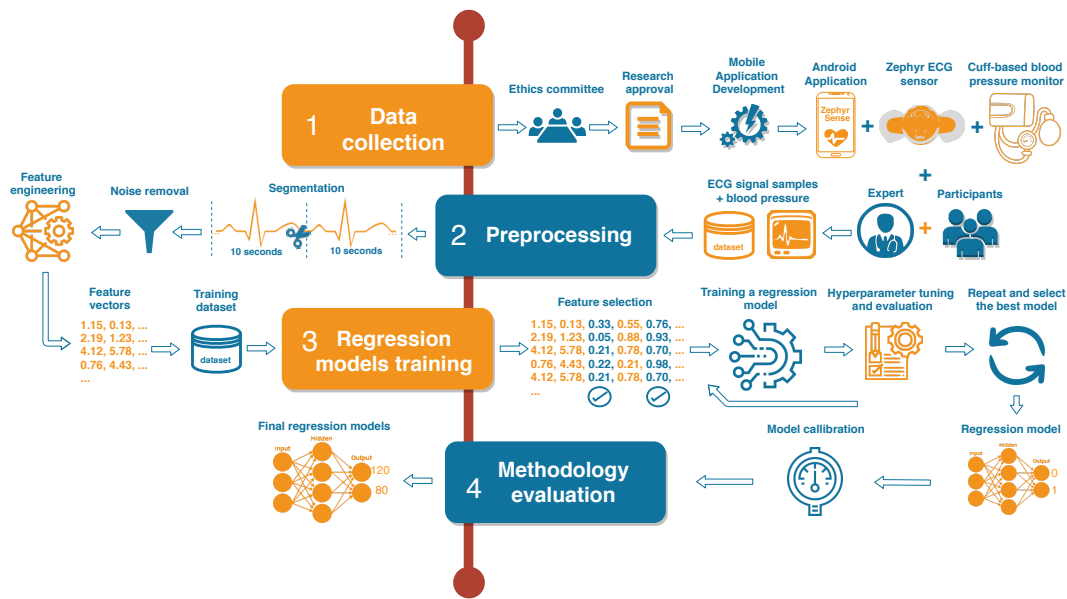 1
Data
collection
Ethics committee
Research
approval
Mobile
Application
Development
Android
Application
Zephyr
Sense
+
Zephyr ECG
sensor
+
Cuff-based blood
pressure monitor
+
Participants
+
Expert
ECG signal samples
+ blood pressure
dataset
2
Preprocessing
Segmentation
10 seconds
10 seconds
Noise removal
Feature
engineering
Feature
vectors
1.15, 0.13, ...
2.19, 1.23, ...
4.12, 5.78, ...
0.76, 4.43, ...
...
Training
dataset
dataset
3
Regression
models training
Feature selection
1.15, 0.13, 0.33, 0.55, 0.76, ...
2.19, 1.23, 0.05, 0.88, 0.93, ...
4.12, 5.78, 0.21, 0.78, 0.70, ...
0.76, 4.43, 0.22, 0.21, 0.98, ...
4.12, 5.78, 0.21, 0.78, 0.70, ...
...
Training a regression
model
Hyperparameter tuning
and evaluation
Repeat and select
the best model
Regression model
Input
Hidden
Output
0
1
Model callibration
4
Methodology
evaluation
Final regression models
Input
Hidden
Output
120
80